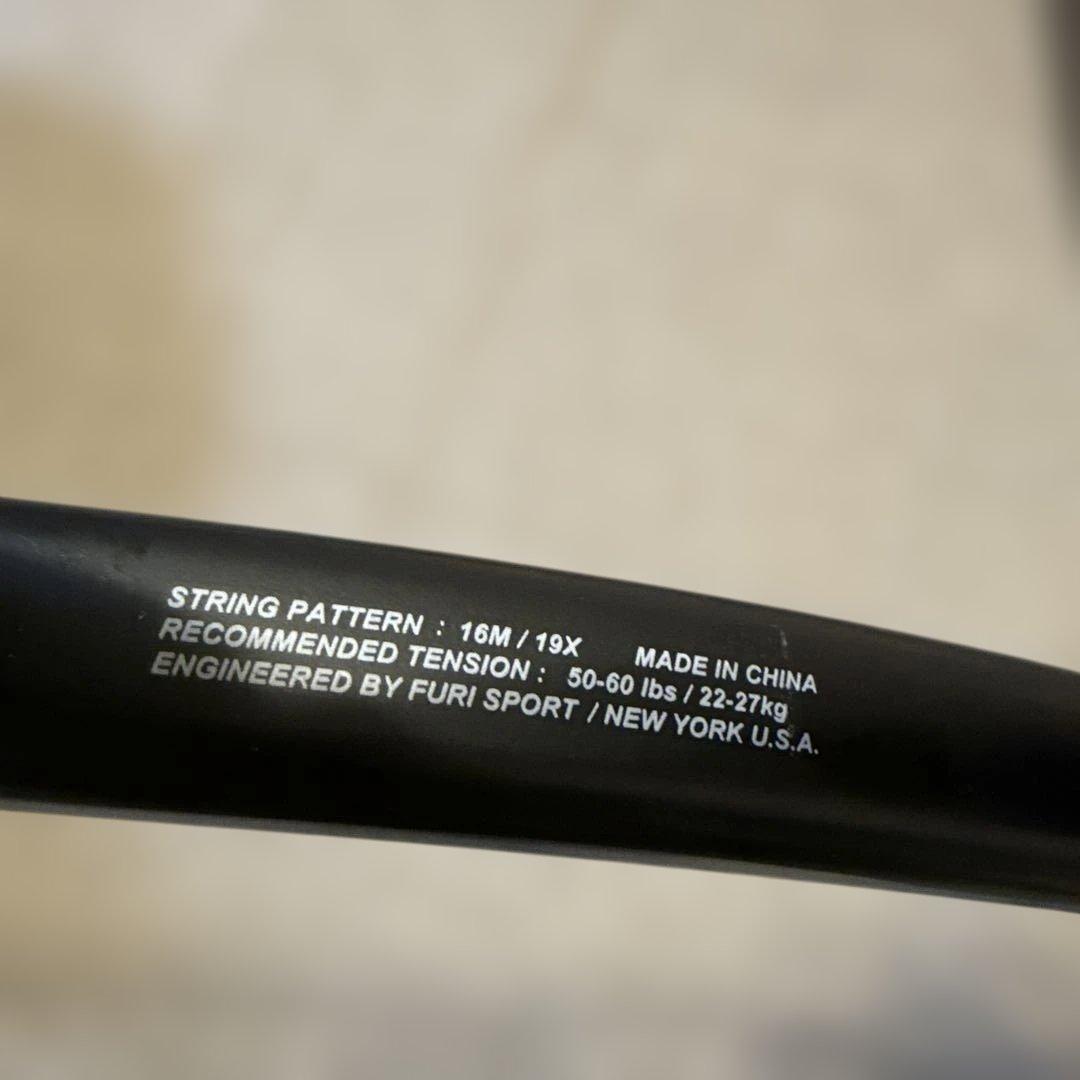 STRING PATTERN : 16M / 19X MADE IN CHINA
RECOMMENDED TENSION : 50-60 lbs / 22-27kg
ENGINEERED BY FURI SPORT / NEW YORK U.S.A.